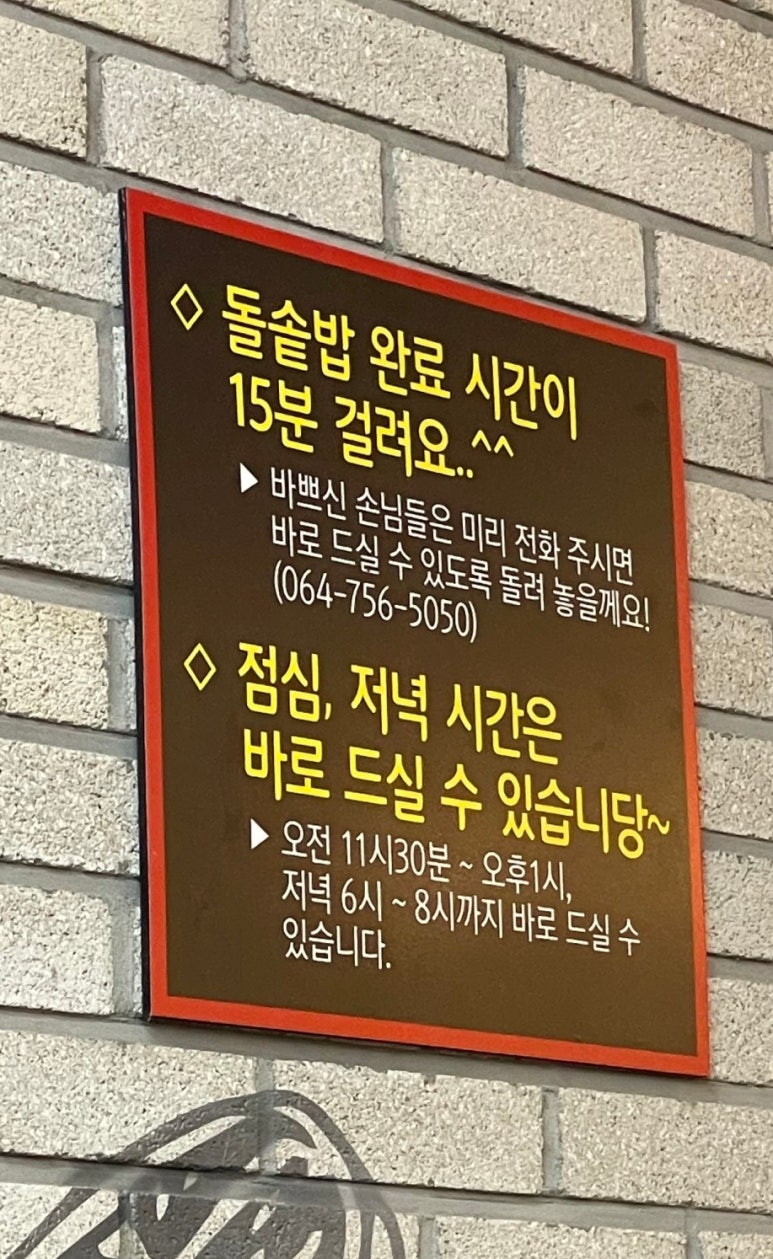 ◇ 돌솥밥 완료 시간이
15분 걸려요..^^
▶ 바쁘신 손님들은 미리 전화 주시면
바로 드실 수 있도록 돌려 놓을께요!
(064-756-5050)
◇ 점심, 저녁 시간은
바로 드실 수 있습니당~
▶ 오전 11시30분 ~ 오후1시,
저녁 6시 ~ 8시까지 바로 드실 수
있습니다.